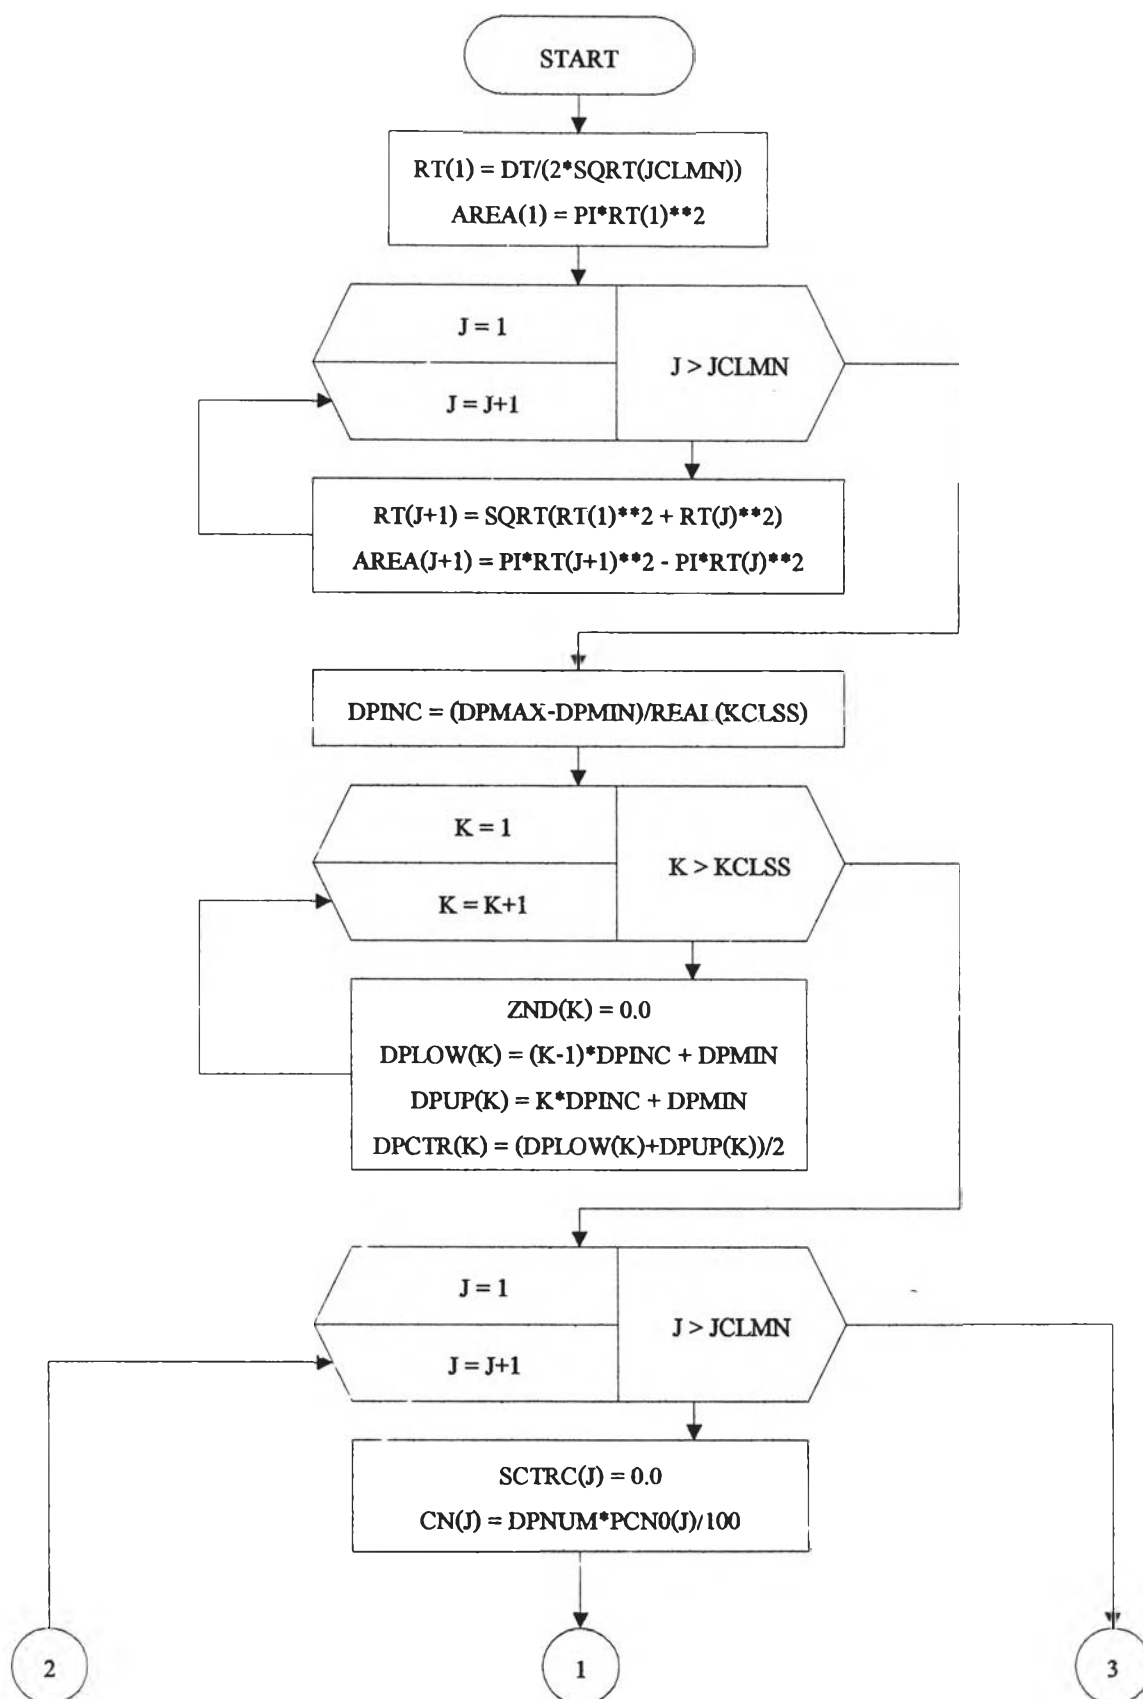 START
RT(1) = DT/(2*SQRT(JCLMN))
AREA(1) = PI*RT(1)**2
J = 1
J > JCLMN
J = J+1
RT(J+1) = SQRT(RT(1)**2 + RT(J)**2)
AREA(J+1) = PI*RT(J+1)**2 - PI*RT(J)**2
DPINC = (DPMAX-DPMIN)/REAL(KCLSS)
K = 1
K > KCLSS
K = K+1
ZND(K) = 0.0
DPLOW(K) = (K-1)*DPINC + DPMIN
DPUP(K) = K*DPINC + DPMIN
DPCTR(K) = (DPLOW(K)+DPUP(K))/2
J = 1
J > JCLMN
J = J+1
SCTRC(J) = 0.0
CN(J) = DPNUM*PCN0(J)/100
2
1
3